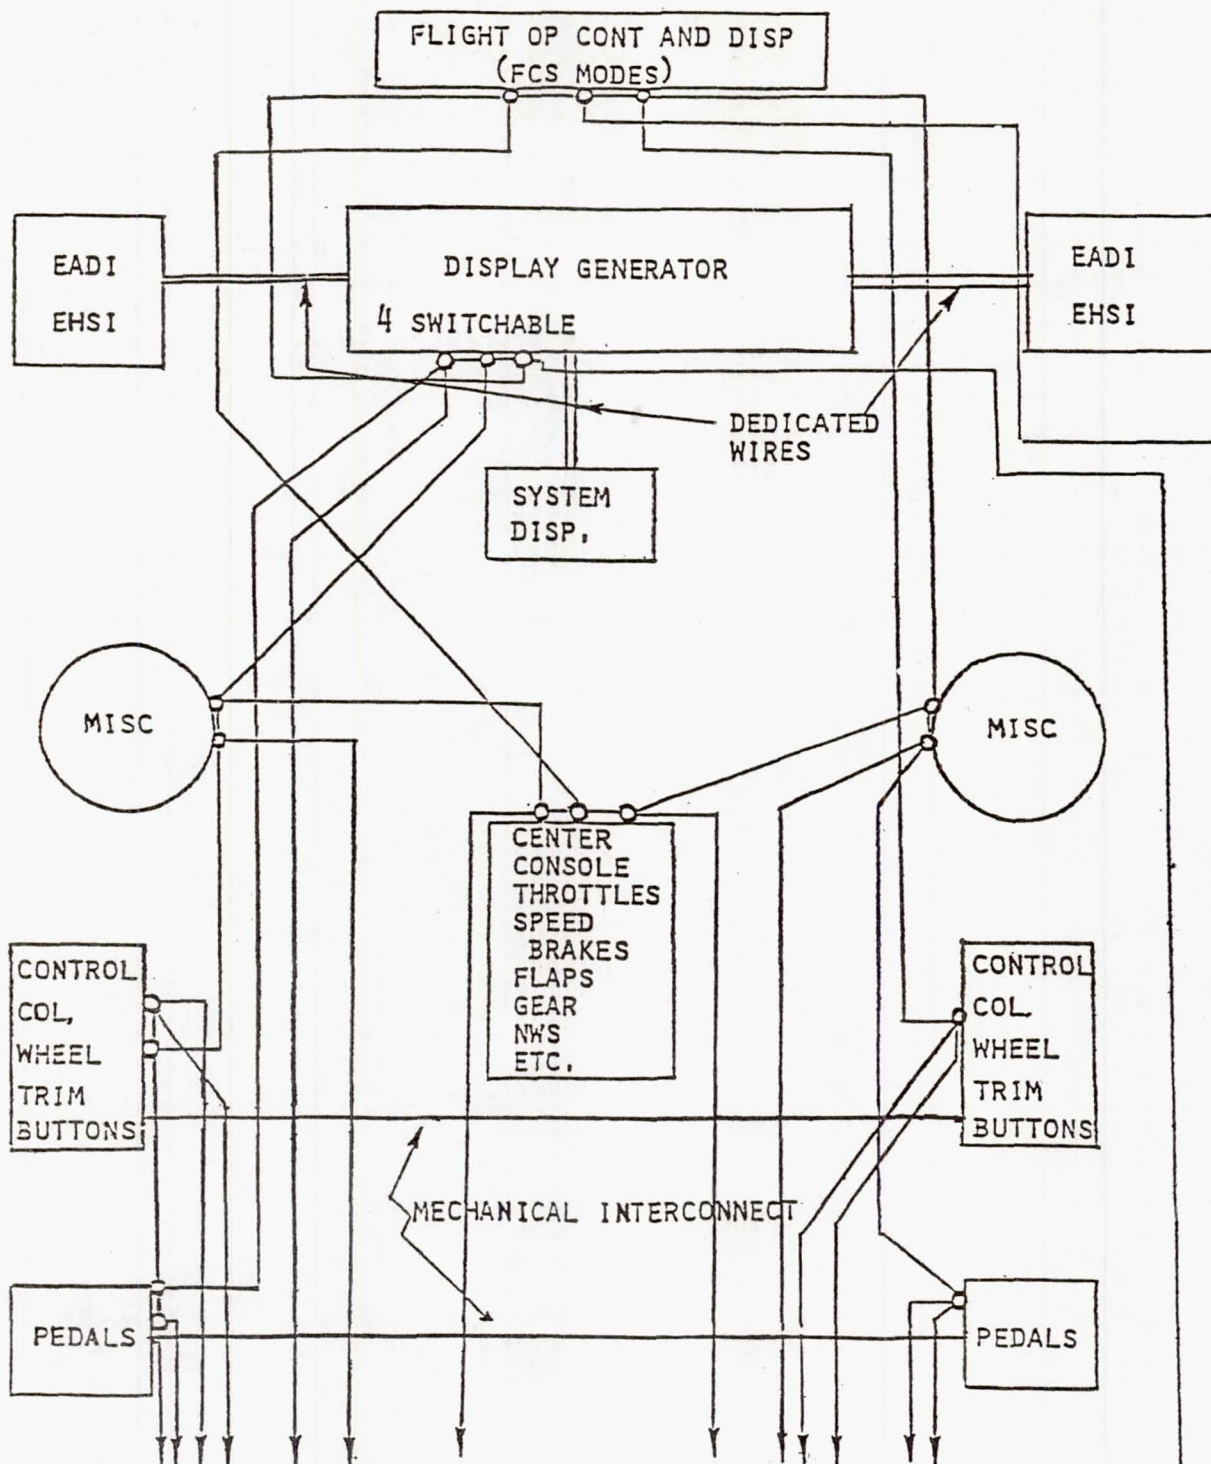 FLIGHT OP CONT AND DISP
(FCS MODES)
EADI
EHSI
DISPLAY GENERATOR
4 SWITCHABLE
EADI
EHSI
DEDICATED
WIRES
SYSTEM
DISP.
MISC
MISC
CENTER
CONSOLE
THROTTLES
SPEED
BRAKES
FLAPS
GEAR
NWS
ETC.
CONTROL
COL.
WHEEL
TRIM
BUTTONS
CONTROL
COL.
WHEEL
TRIM
BUTTONS
MECHANICAL INTERCONNECT
PEDALS
PEDALS